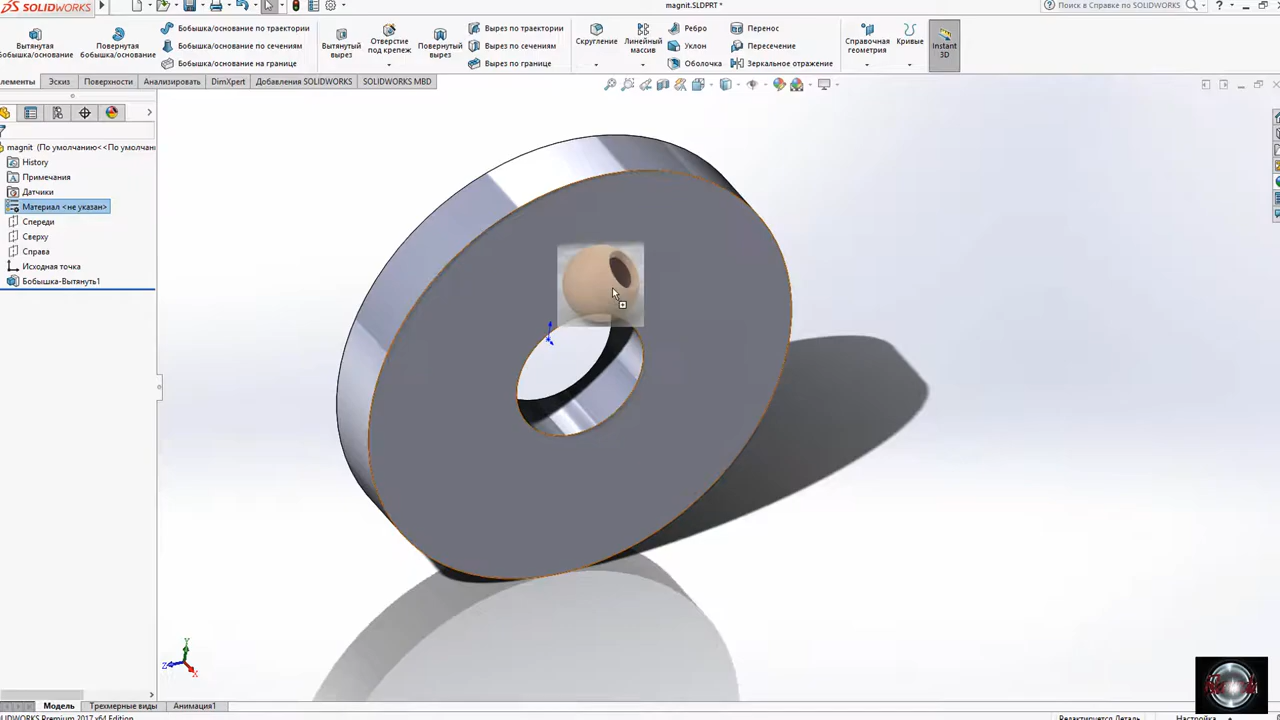 SOLIDWORKS
magnit.SLDPRT *
Поиск в Справке по SOLIDWORKS
Вытянутая бобышка/основание
Повернутая бобышка/основание
Бобышка/основание по траектории
Бобышка/основание по сечениям
Бобышка/основание на границе
Вытянутый вырез
Отверстие под крепеж
Повернутый вырез
Вырез по траектории
Вырез по сечениям
Вырез по границе
Скругление
Линейный массив
Ребро
Уклон
Оболочка
Перенос
Пересечение
Зеркальное отражение
Справочная геометрия
Кривые
Instant 3D
лементы
Эскиз
Поверхности
Анализировать
DimXpert
Добавления SOLIDWORKS
SOLIDWORKS MBD
magnit (По умолчанию<<По умолчан
History
Примечания
Датчики
Материал <не указан>
Спереди
Сверху
Справа
Исходная точка
Бобышка-Вытянуть1
Y
Z
X
Модель
Трехмерные виды
Анимация1
OLIDWORKS Premium 2017 x64 Edition
Редактируется Деталь
Настройка